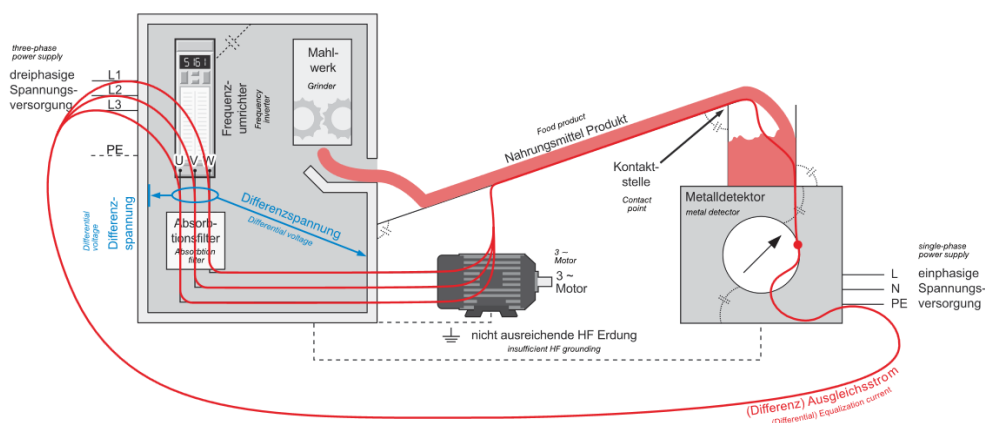 three-phase
power supply
dreiphasige
Spannungs-
versorgung
L1
L2
L3
PE
5161
Frequenz-
umrichter
Frequency
inverter
U V W
Mahl-
werk
Grinder
Differential
voltage
Differenz-
spannung
Differenzspannung
Differential voltage
Absorb-
tionsfilter
Absorbtion
filter
Food product
Nahrungsmittel Produkt
Kontakt-
stelle
Contact
point
Metalldetektor
metal detector
3 ~
Motor
3 ~
Motor
single-phase
power supply
L
N
PE
einphasige
Spannungs-
versorgung
nicht ausreichende HF Erdung
insufficient HF grounding
(Differenz) Ausgleichsstrom
(Differential) Equalization current